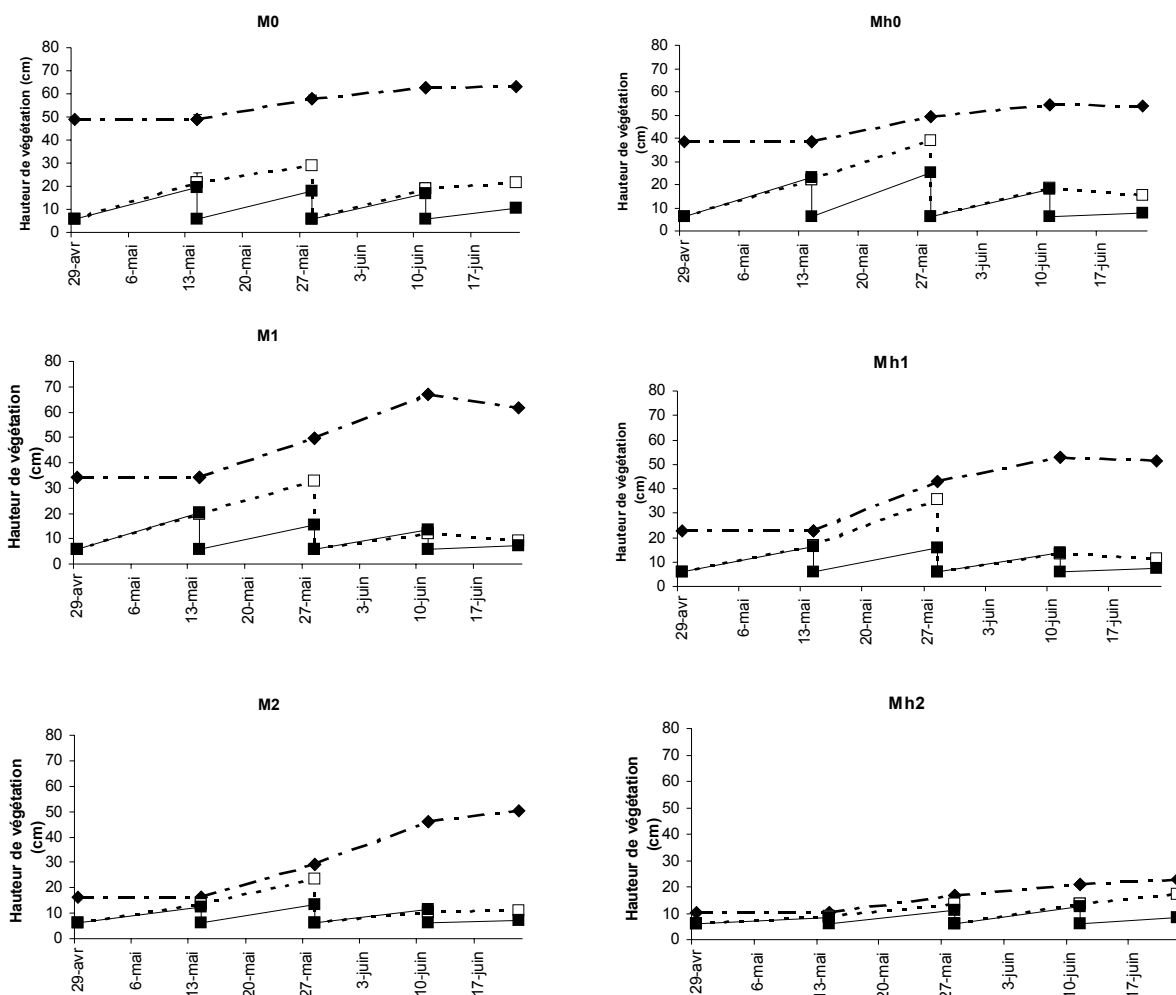 M0
Hauteur de végétation (cm)
80
70
60
50
40
30
20
10
0
29-avr
6-mai
13-mai
20-mai
27-mai
3-juin
10-juin
17-juin
Mh0
Hauteur de végétation
(cm)
80
70
60
50
40
30
20
10
0
29-avr
6-mai
13-mai
20-mai
27-mai
3-juin
10-juin
17-juin
M1
Hauteur de végétation
(cm)
80
70
60
50
40
30
20
10
0
29-avr
6-mai
13-mai
20-mai
27-mai
3-juin
10-juin
17-juin
Mh1
Hauteur de végétation
(cm)
80
70
60
50
40
30
20
10
0
29-avr
6-mai
13-mai
20-mai
27-mai
3-juin
10-juin
17-juin
M2
Hauteur de végétation
(cm)
80
70
60
50
40
30
20
10
0
29-avr
6-mai
13-mai
20-mai
27-mai
3-juin
10-juin
17-juin
Mh2
Hauteur de végétation
(cm)
80
70
60
50
40
30
20
10
0
29-avr
6-mai
13-mai
20-mai
27-mai
3-juin
10-juin
17-juin